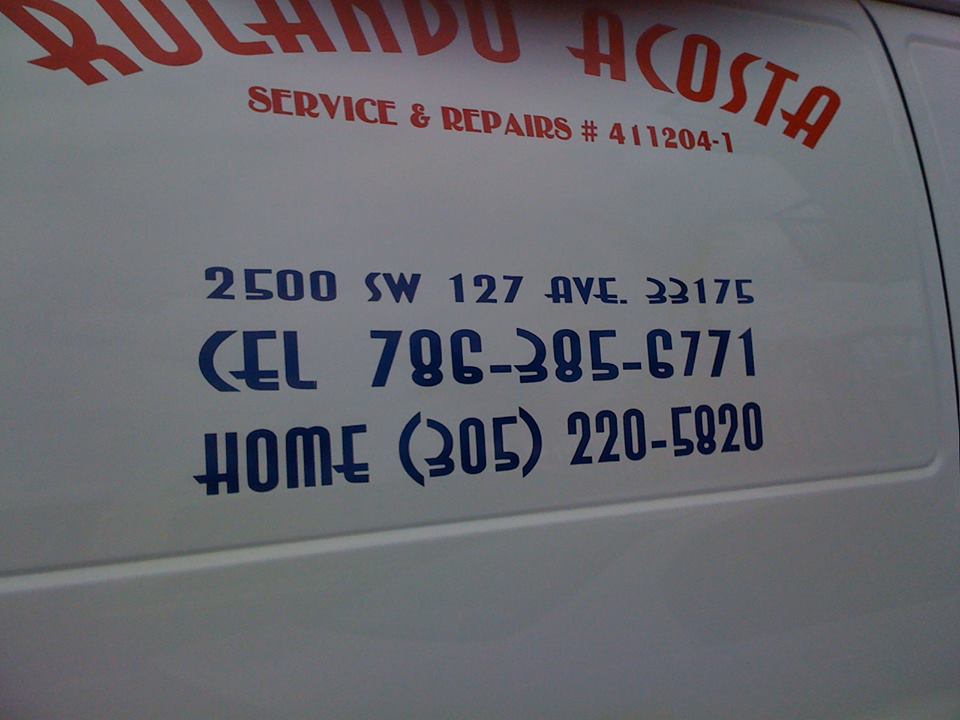 ROLANDO ACOSTA
SERVICE & REPAIRS # 411204-1
2500 SW 127 AVE. 33175
CEL 786-385-6771
HOME (305) 220-5820